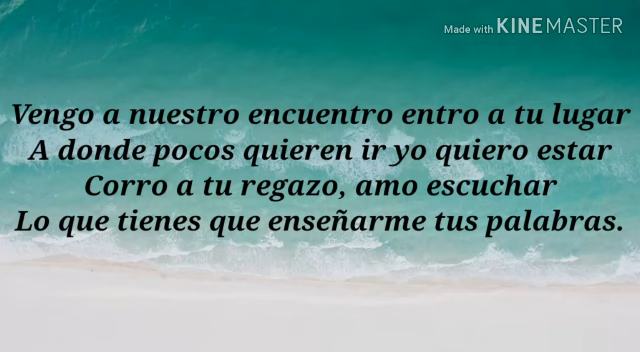 Made with KINEMASTER
Vengo a nuestro encuentro entro a tu lugar
A donde pocos quieren ir yo quiero estar
Corro a tu regazo, amo escuchar
Lo que tienes que enseñarme tus palabras.